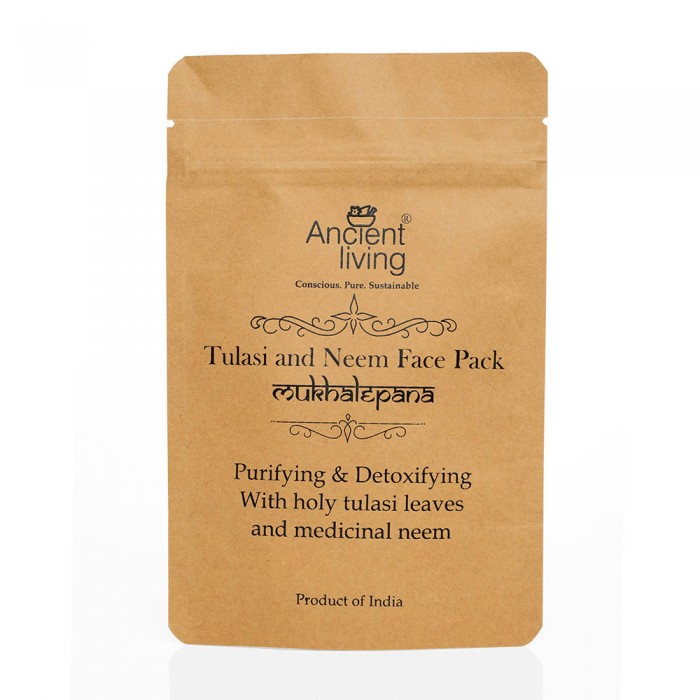 Ancient®
living
Conscious. Pure. Sustainable
Tulasi and Neem Face Pack
mukhalepana
Purifying & Detoxifying
With holy tulasi leaves
and medicinal neem
Product of India